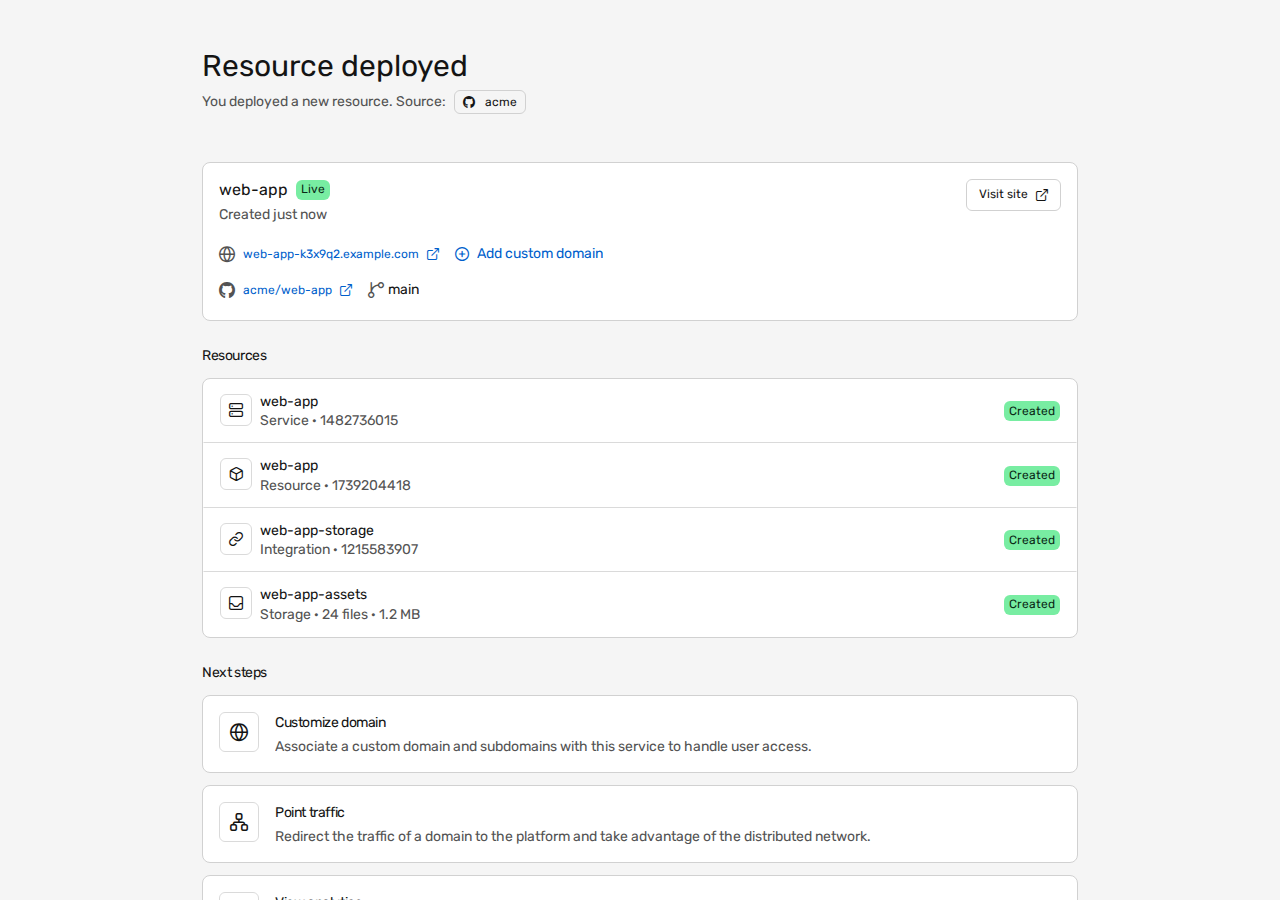 Resource deployed
You deployed a new resource. Source: acme
web-app Live
Visit site
Created just now
web-app-k3x9q2.example.com Add custom domain
acme/web-app main
Resources
web-app
Service • 1482736015
Created
web-app
Resource • 1739204418
Created
web-app-storage
Integration • 1215583907
Created
web-app-assets
Storage • 24 files • 1.2 MB
Created
Next steps
Customize domain
Associate a custom domain and subdomains with this service to handle user access.
Point traffic
Redirect the traffic of a domain to the platform and take advantage of the distributed network.